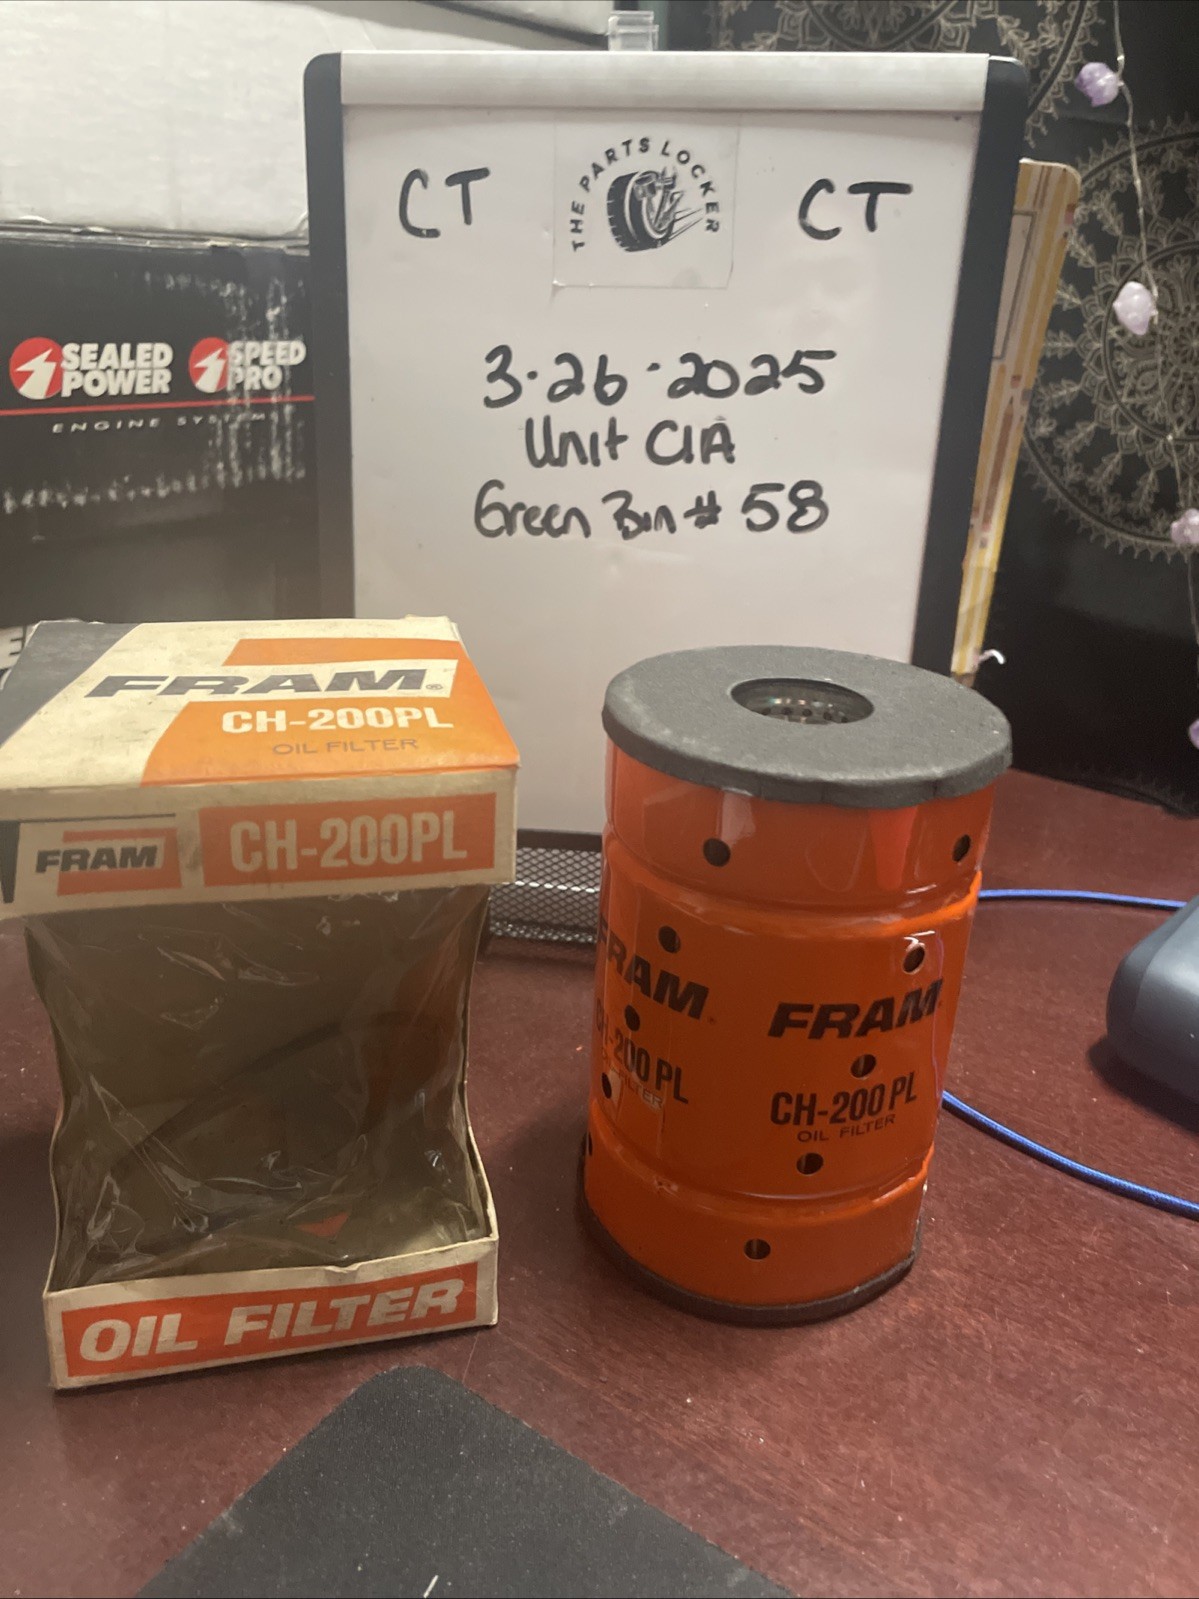 CT
THE PARTS LOCKER
CT
3·26·2025
Unit C1A
Green Bin # 58
SEALED POWER
SPEED PRO
ENGINE SYSTEMS
FRAM®
CH-200PL
OIL FILTER
FRAM
CH-200PL
OIL FILTER
FRAM
CH-200 PL
OIL FILTER
FRAM
CH-200 PL
OIL FILTER